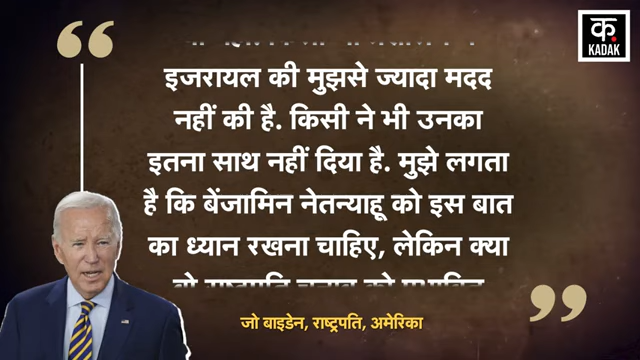 क.
KADAK
इजरायल की मुझसे ज्यादा मदद
नहीं की है. किसी ने भी उनका
इतना साथ नहीं दिया है. मुझे लगता
है कि बेंजामिन नेतन्याहू को इस बात
का ध्यान रखना चाहिए, लेकिन क्या
जो बाइडेन, राष्ट्रपति, अमेरिका